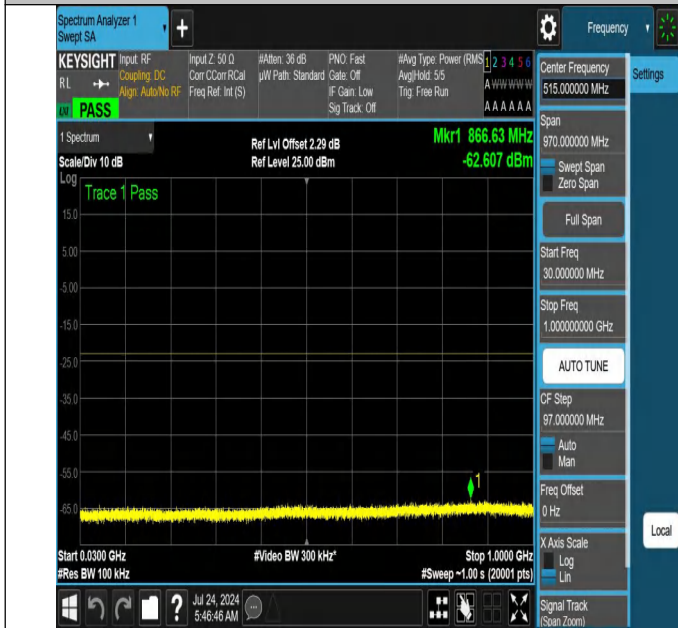 Spectrum Analyzer 1
Swept SA
+
Frequency
KEYSIGHT
RL
LXI
PASS
Input: RF
Coupling: DC
Align: Auto/No RF
Input Z: 50 Ω
Corr CCorr RCal
Freq Ref: Int (S)
#Atten: 36 dB
µW Path: Standard
PNO: Fast
Gate: Off
IF Gain: Low
Sig Track: Off
#Avg Type: Power (RMS
Avg|Hold: 5/5
Trig: Free Run
1 2 3 4 5 6
A W W W W W
A A A A A A
Settings
1 Spectrum
Scale/Div 10 dB
Ref Lvl Offset 2.29 dB
Ref Level 25.00 dBm
Mkr1 866.63 MHz
-62.607 dBm
Log
Trace 1 Pass
15.0
5.00
-5.00
-15.0
-25.0
-35.0
-45.0
-55.0
-65.0
1
Start 0.0300 GHz
#Res BW 100 kHz
#Video BW 300 kHz*
Stop 1.0000 GHz
#Sweep ~1.00 s (20001 pts)
Center Frequency
515.000000 MHz
Span
970.000000 MHz
Swept Span
Zero Span
Full Span
Start Freq
30.000000 MHz
Stop Freq
1.000000000 GHz
AUTO TUNE
CF Step
97.000000 MHz
Auto
Man
Freq Offset
0 Hz
X Axis Scale
Log
Lin
Signal Track
(Span Zoom)
Local
?
Jul 24, 2024
5:46:46 AM